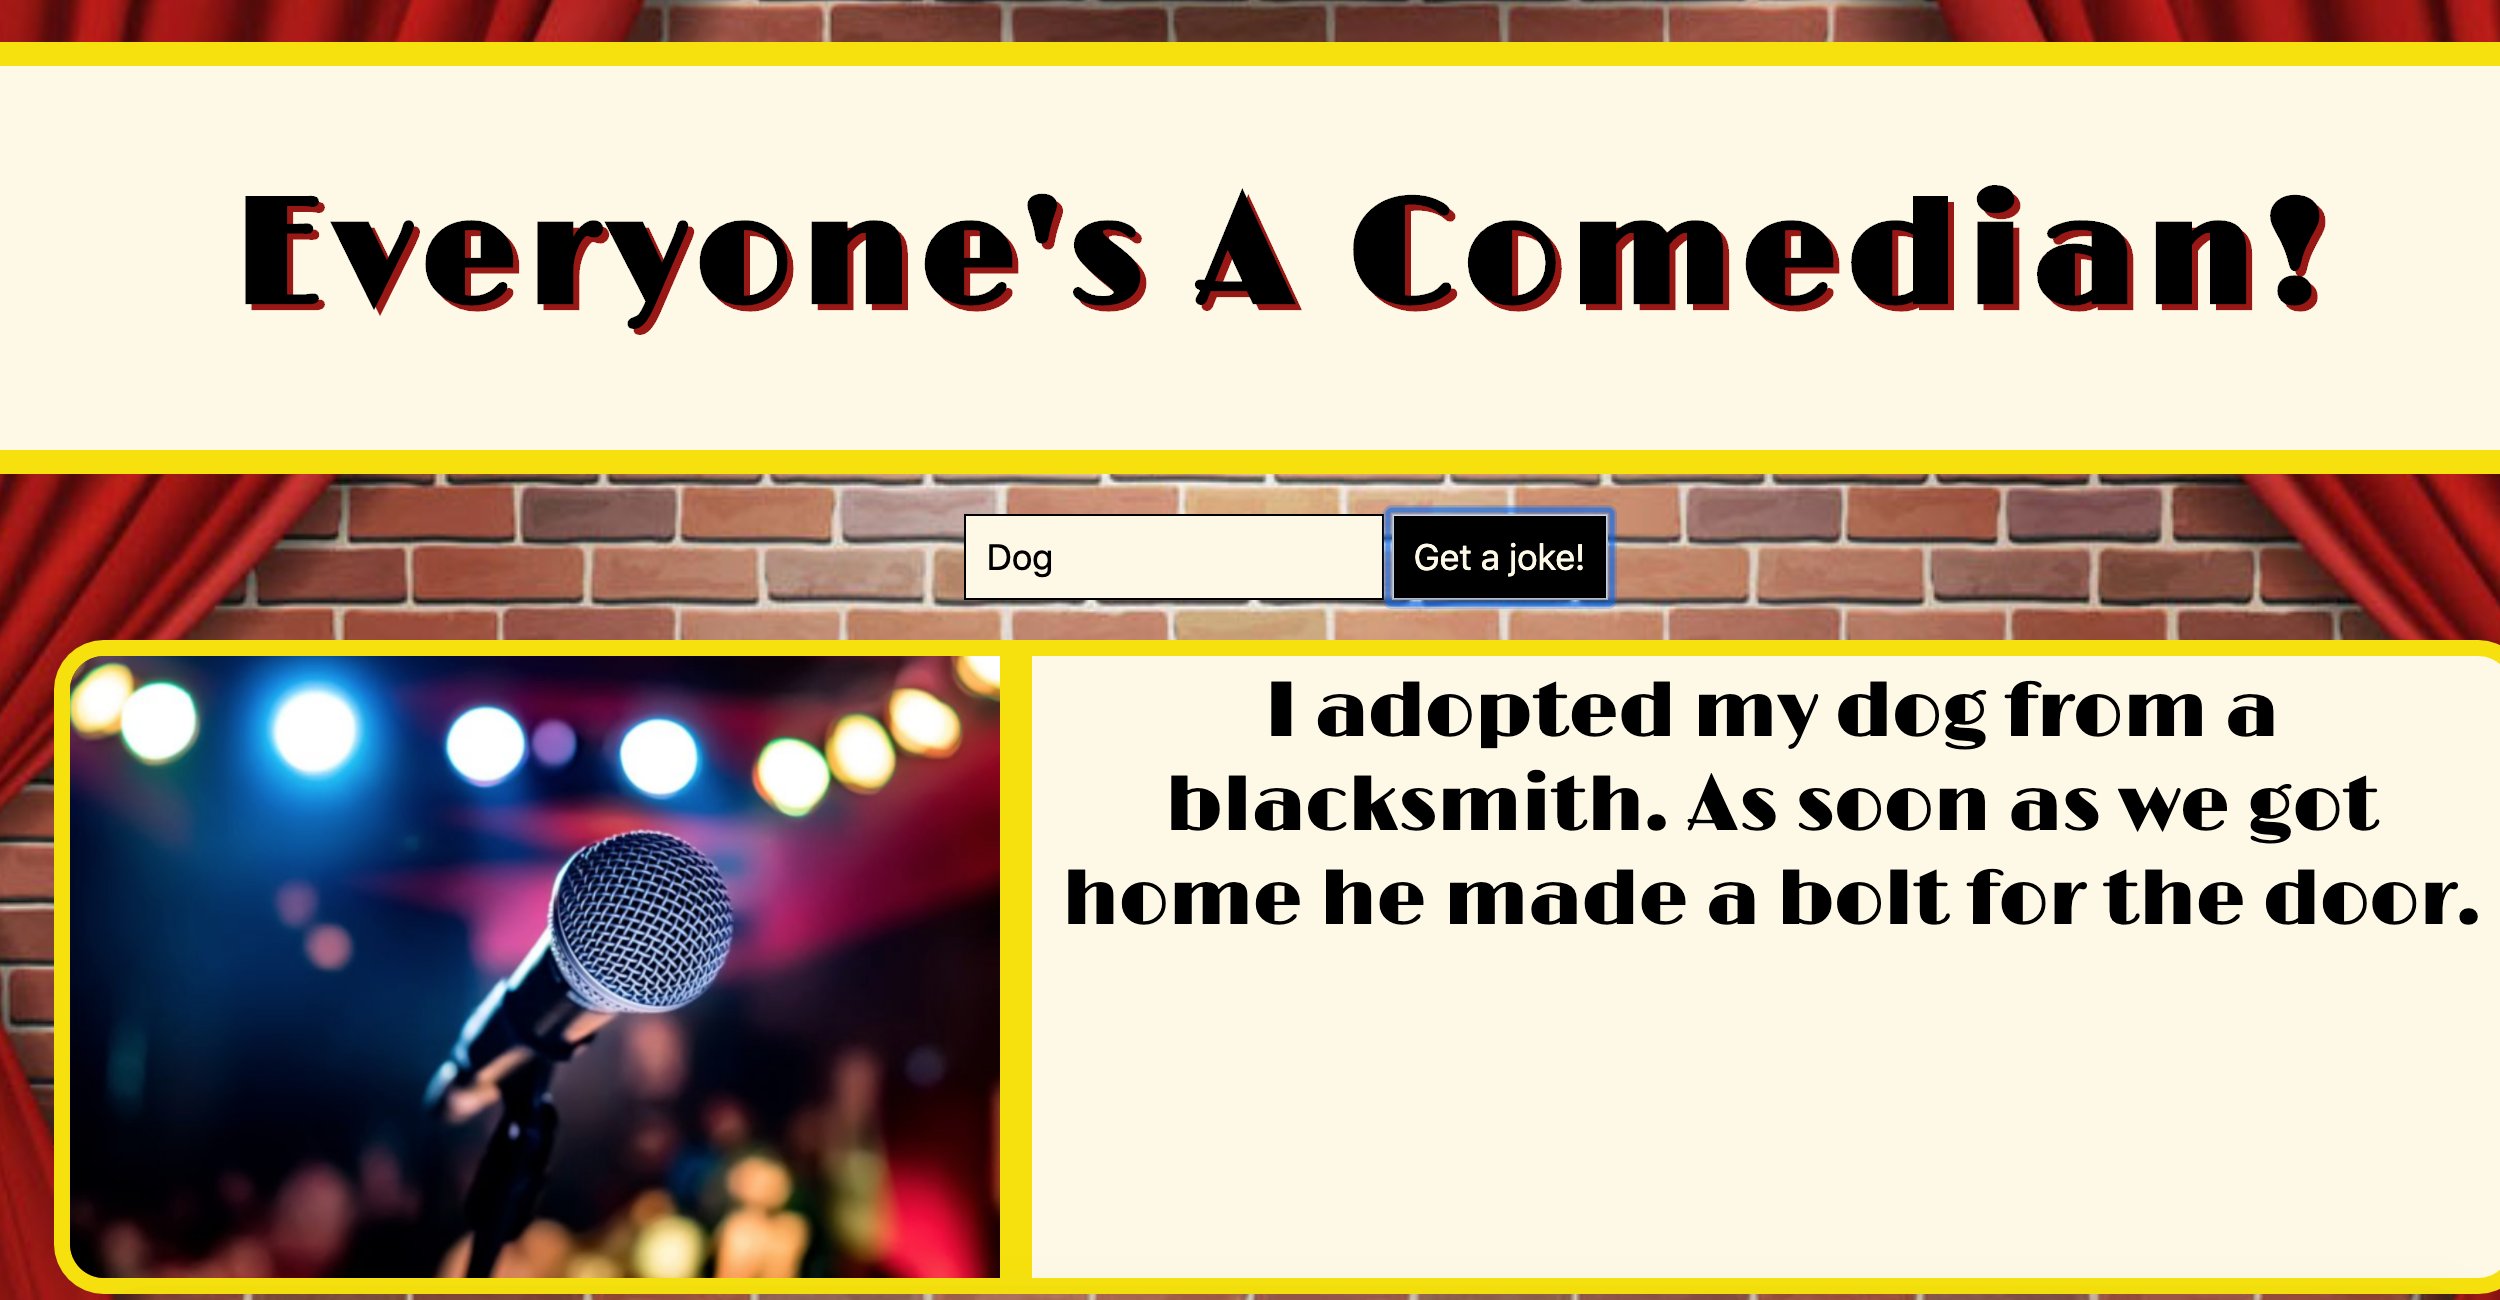 Everyone's A Comedian!
Dog
Get a joke!
I adopted my dog from a
blacksmith. As soon as we got
home he made a bolt for the door.